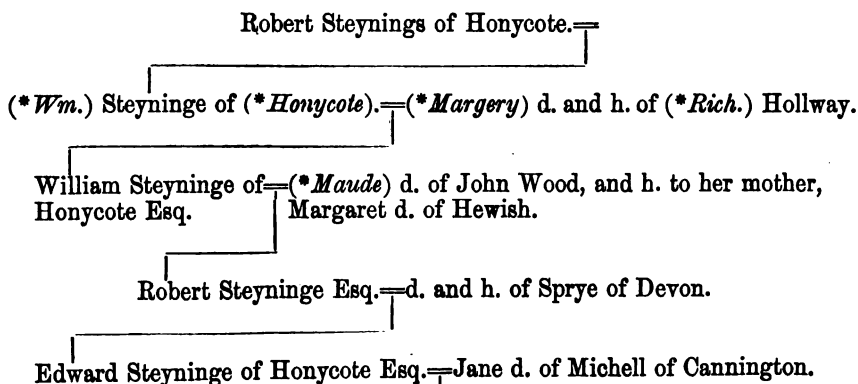 Robert Steynings of Honycote.=
(*Wm.) Steyninge of (*Honycote).=(*Margery) d. and h. of (*Rich.) Hollway.
William Steyninge of=(*Maude) d. of John Wood, and h. to her mother,
Honycote Esq. Margaret d. of Hewish.
Robert Steyninge Esq.=d. and h. of Sprye of Devon.
Edward Steyninge of Honycote Esq.=Jane d. of Michell of Cannington.